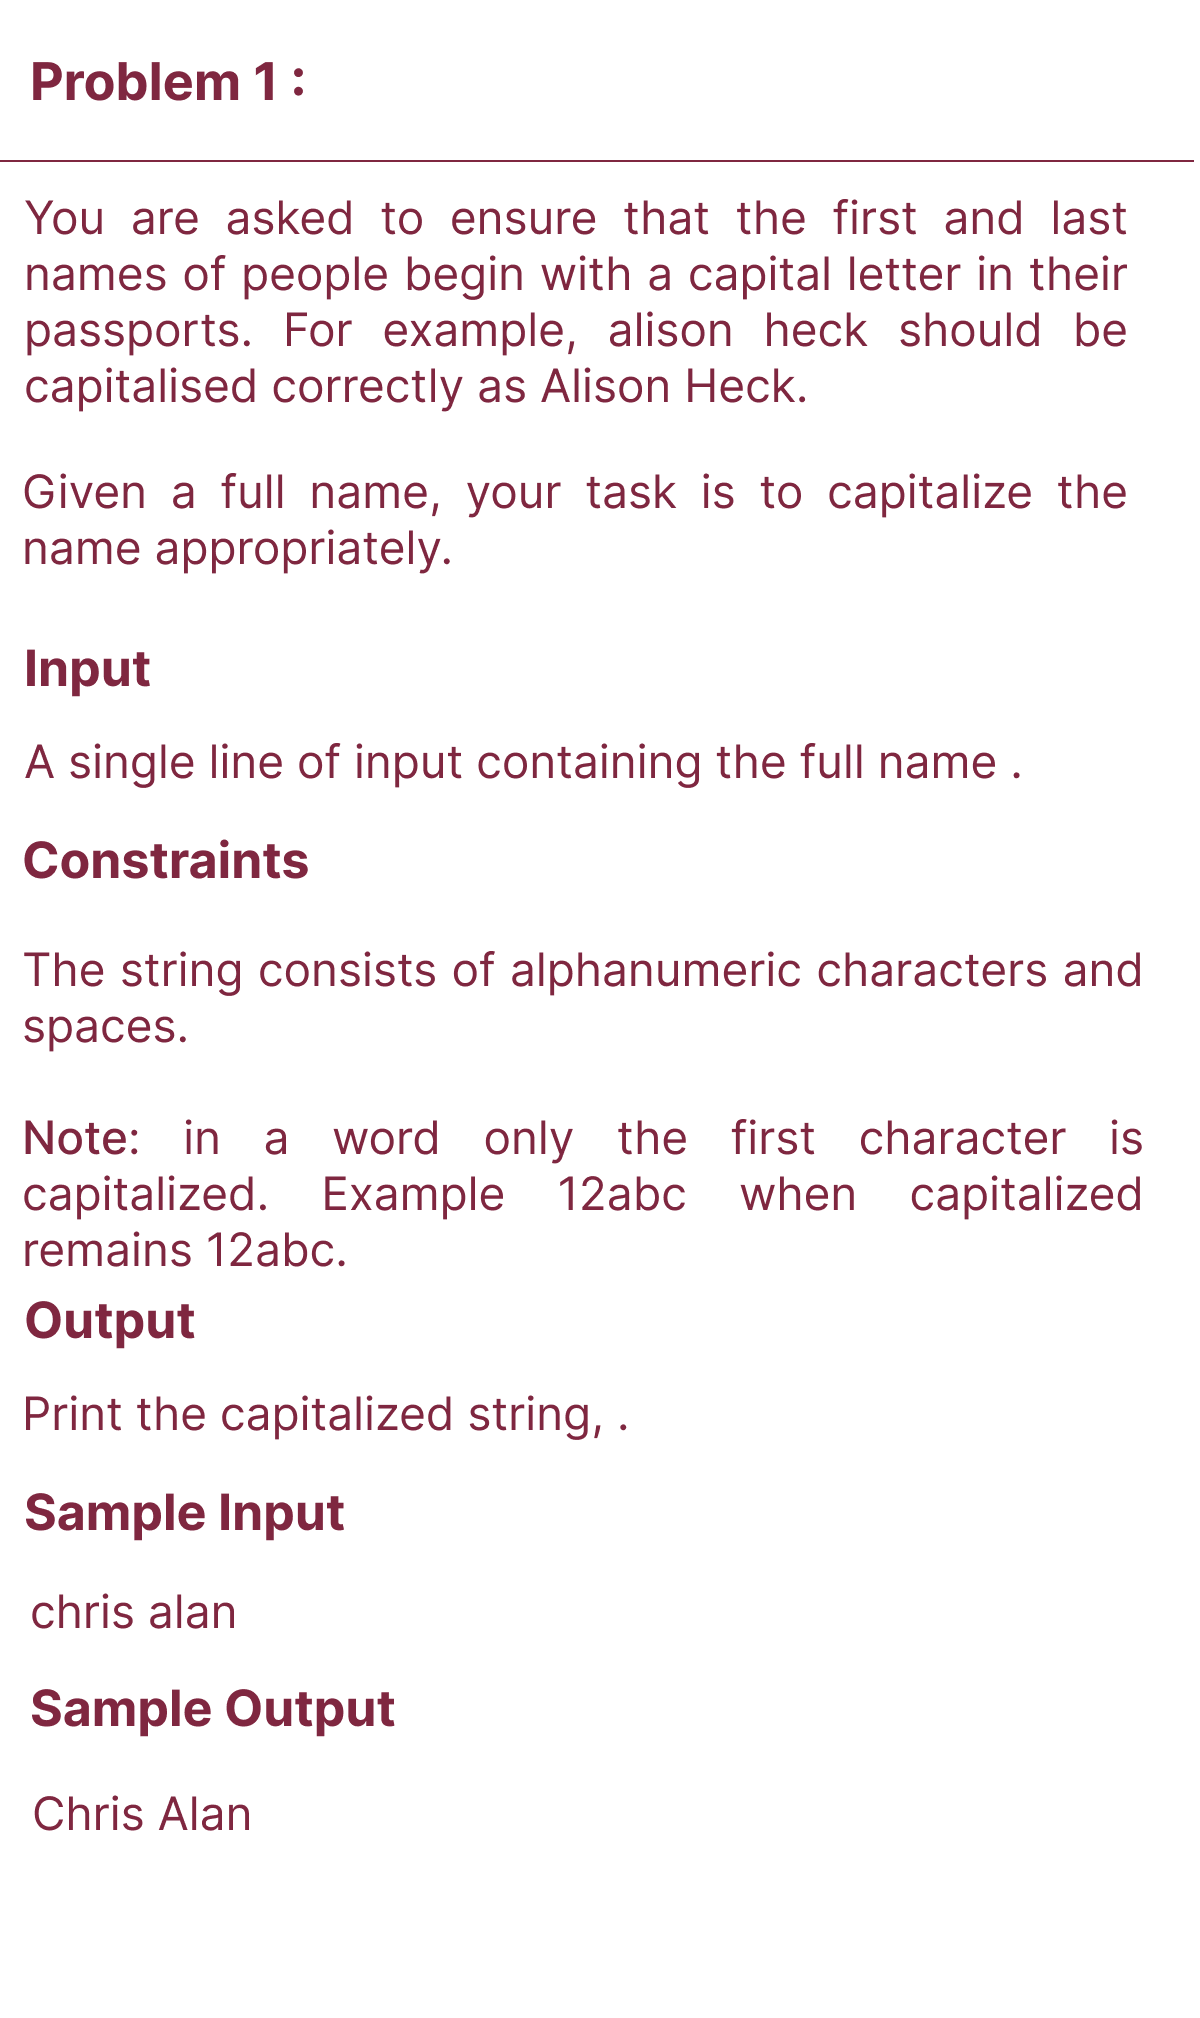 Problem 1 :
You are asked to ensure that the first and last
names of people begin with a capital letter in their
passports. For example, alison heck should be
capitalised correctly as Alison Heck.
Given a full name, your task is to capitalize the
name appropriately.
Input
A single line of input containing the full name .
Constraints
The string consists of alphanumeric characters and
spaces.
Note: in a word only the first character is
capitalized. Example 12abc when capitalized
remains 12abc.
Output
Print the capitalized string, .
Sample Input
chris alan
Sample Output
Chris Alan